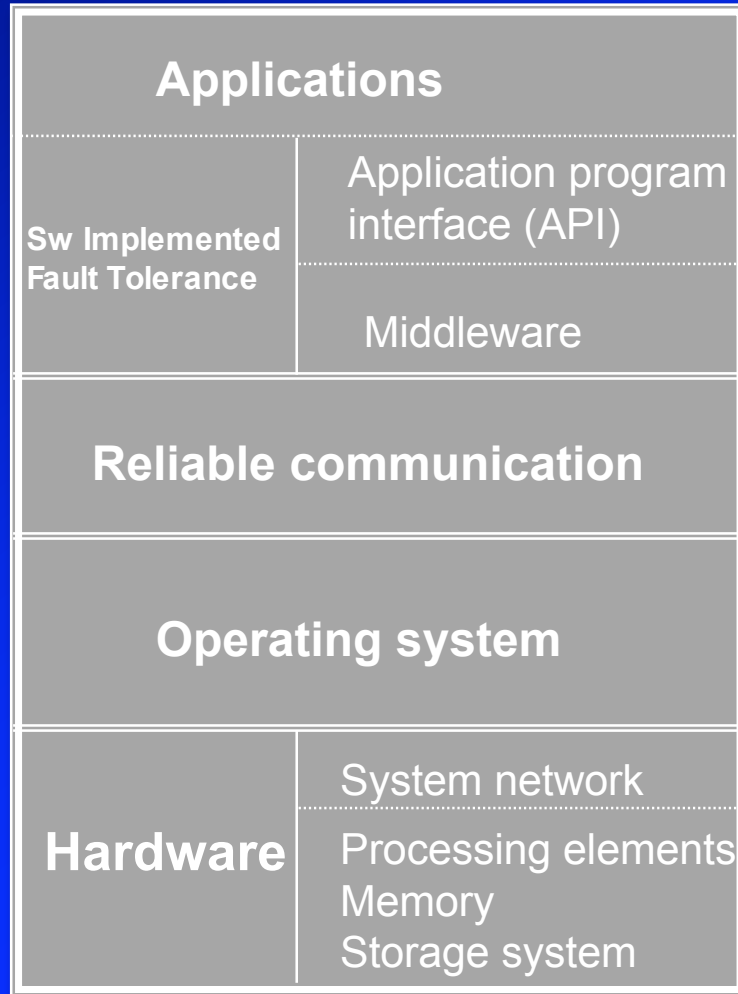 Applications
Sw Implemented
Fault Tolerance
Application program
interface (API)
Middleware
Reliable communication
Operating system
Hardware
System network
Processing elements
Memory
Storage system